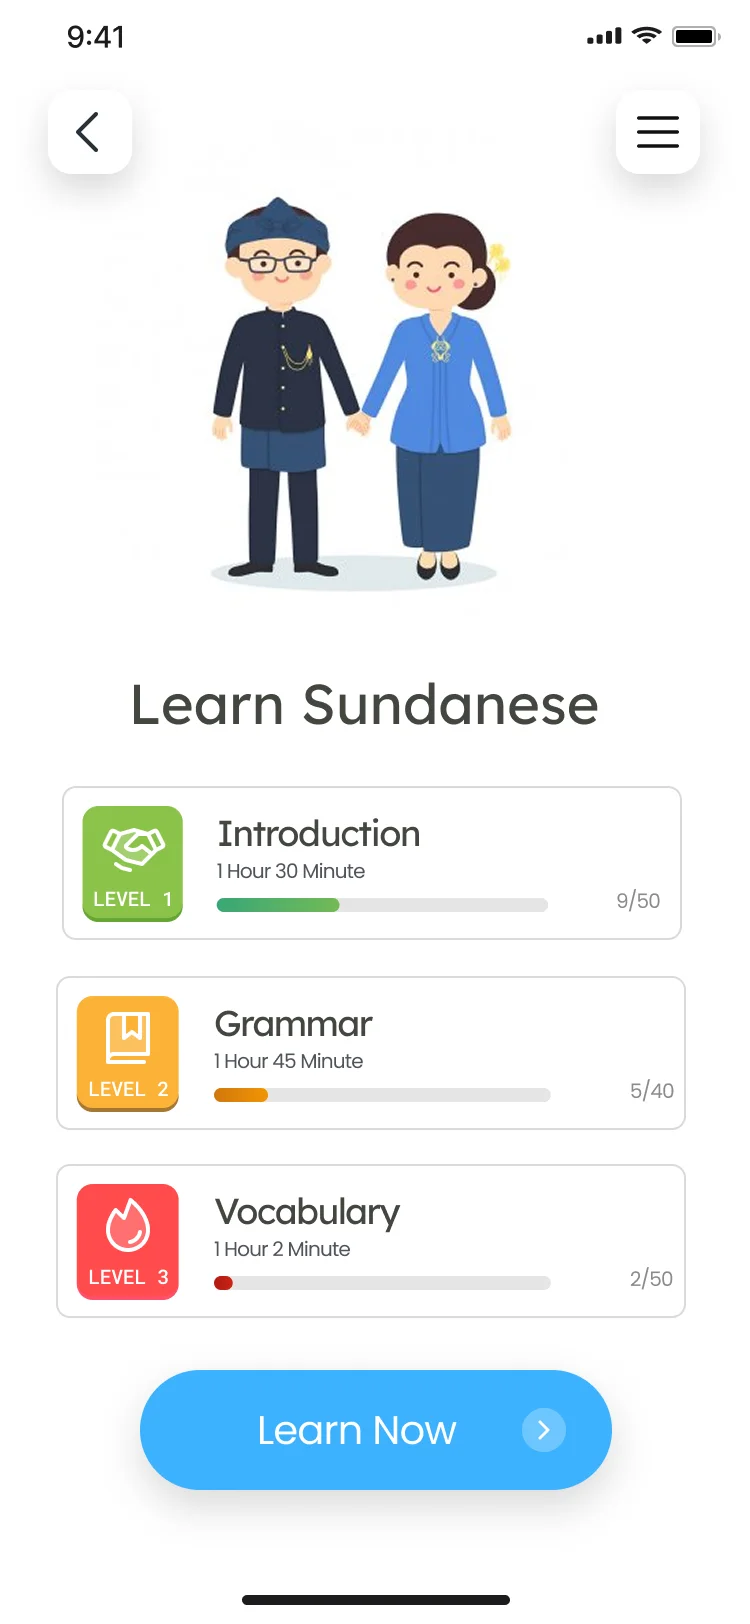 9:41
Learn Sundanese
Introduction
1 Hour 30 Minute
LEVEL 1
9/50
Grammar
1 Hour 45 Minute
LEVEL 2
5/40
Vocabulary
1 Hour 2 Minute
LEVEL 3
2/50
Learn Now